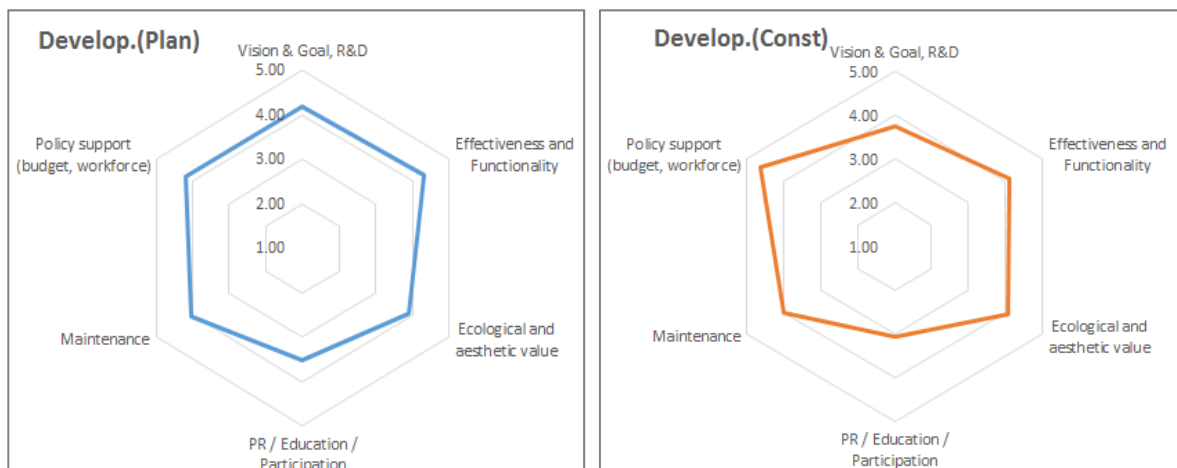 Develop.(Plan)
Vision & Goal, R&D
5.00
4.00
3.00
2.00
1.00
Effectiveness and
Functionality
Ecological and
aesthetic value
PR / Education /
Participation
Maintenance
Policy support
(budget, workforce)
Develop.(Const)
Vision & Goal, R&D
5.00
4.00
3.00
2.00
1.00
Effectiveness and
Functionality
Ecological and
aesthetic value
PR / Education /
Participation
Maintenance
Policy support
(budget, workforce)